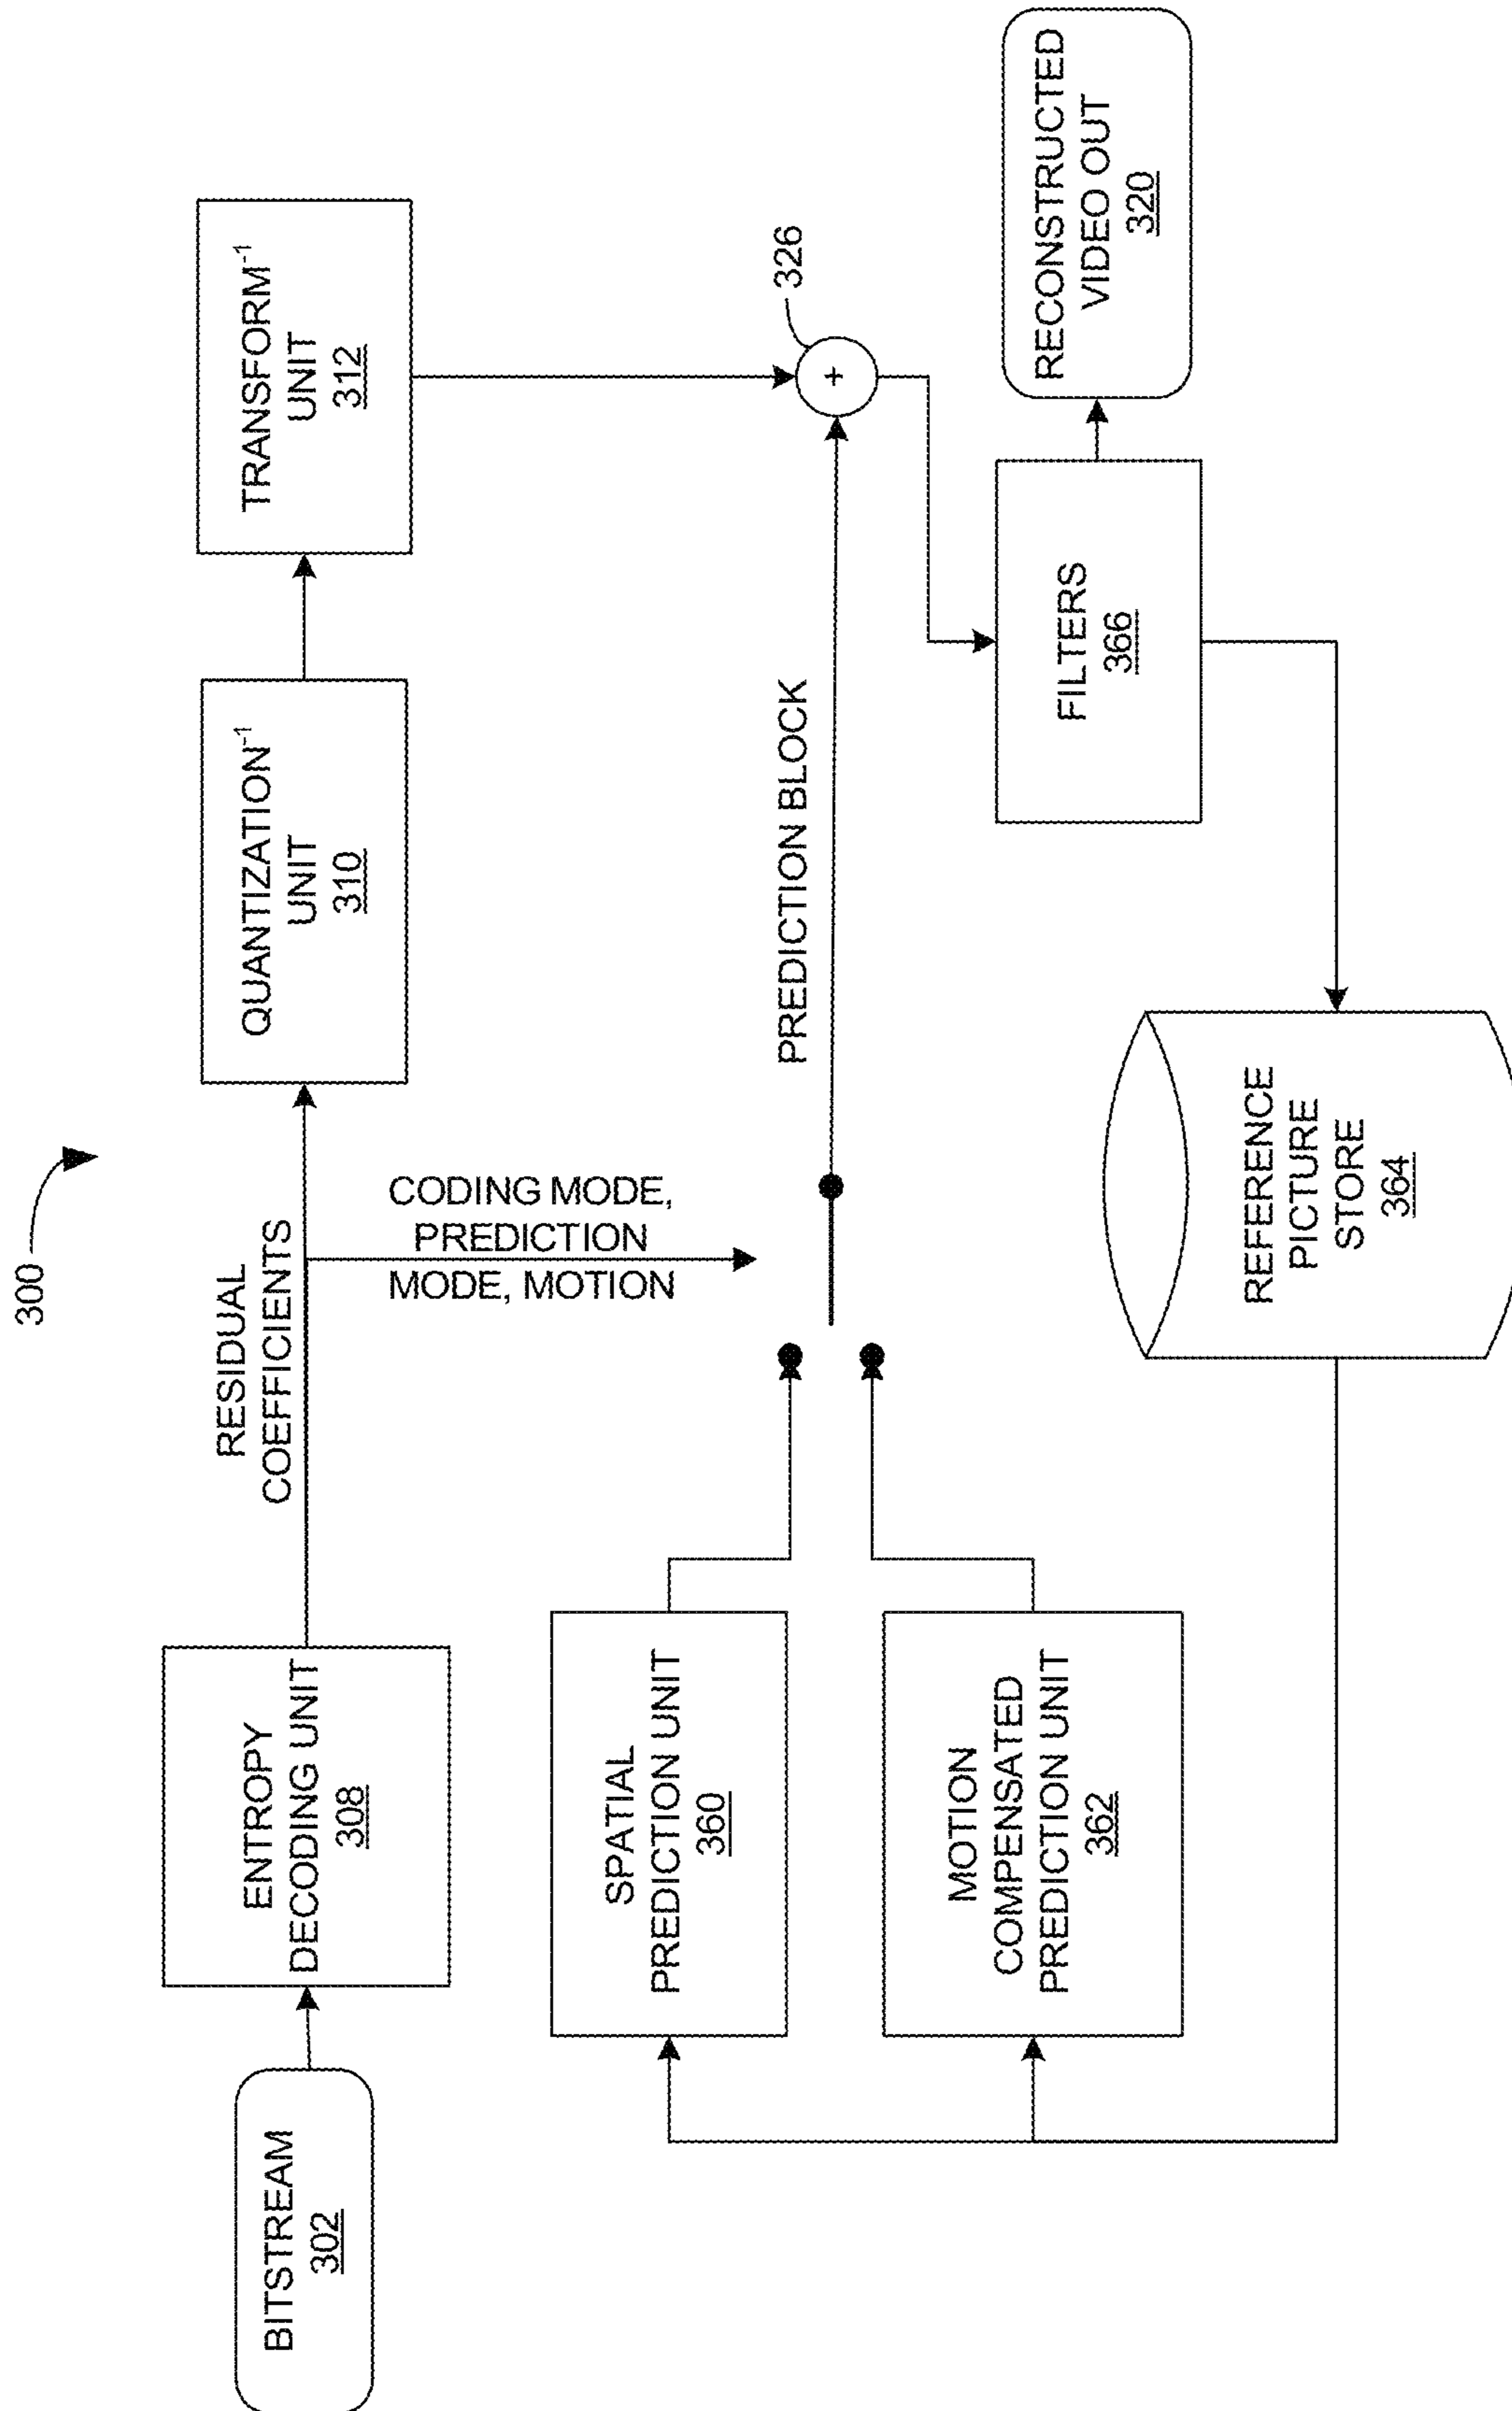 300
BITSTREAM
302
ENTROPY
DECODING UNIT
308
RESIDUAL
COEFFICIENTS
QUANTIZATION⁻¹
UNIT
310
TRANSFORM⁻¹
UNIT
312
CODING MODE,
PREDICTION
MODE, MOTION
SPATIAL
PREDICTION UNIT
360
MOTION
COMPENSATED
PREDICTION UNIT
362
PREDICTION BLOCK
+
326
FILTERS
366
RECONSTRUCTED
VIDEO OUT
320
REFERENCE
PICTURE
STORE
364